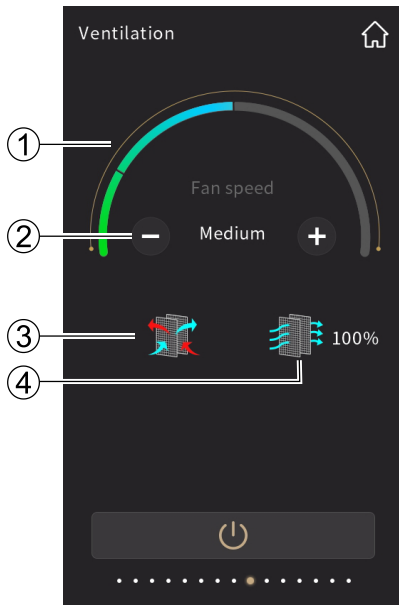 Ventilation
1
Fan speed
2
− Medium +
3
100%
4